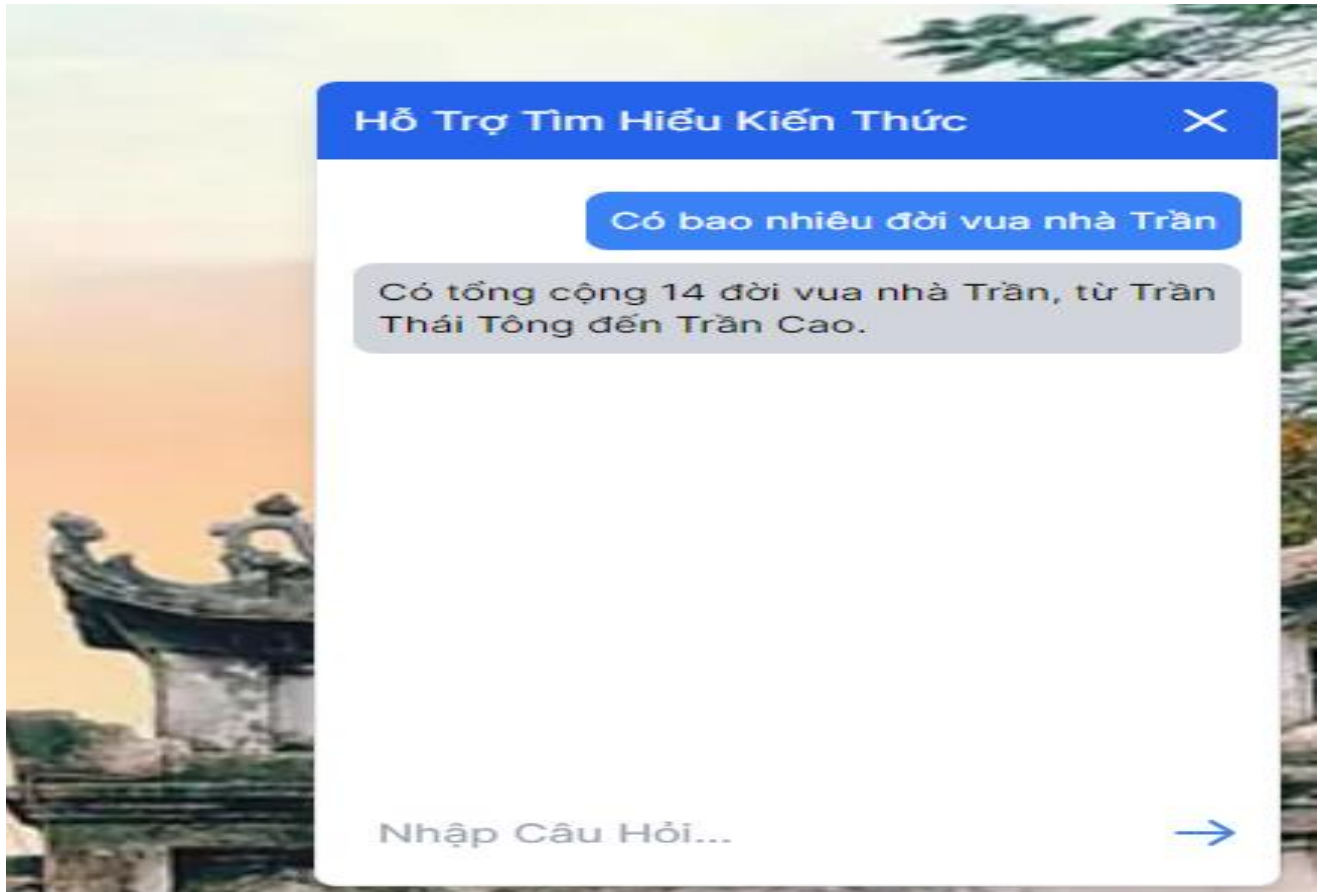 Hỗ Trợ Tìm Hiểu Kiến Thức
Có bao nhiêu đời vua nhà Trần
Có tổng cộng 14 đời vua nhà Trần, từ Trần
Thái Tông đến Trần Cao.
Nhập Câu Hỏi...